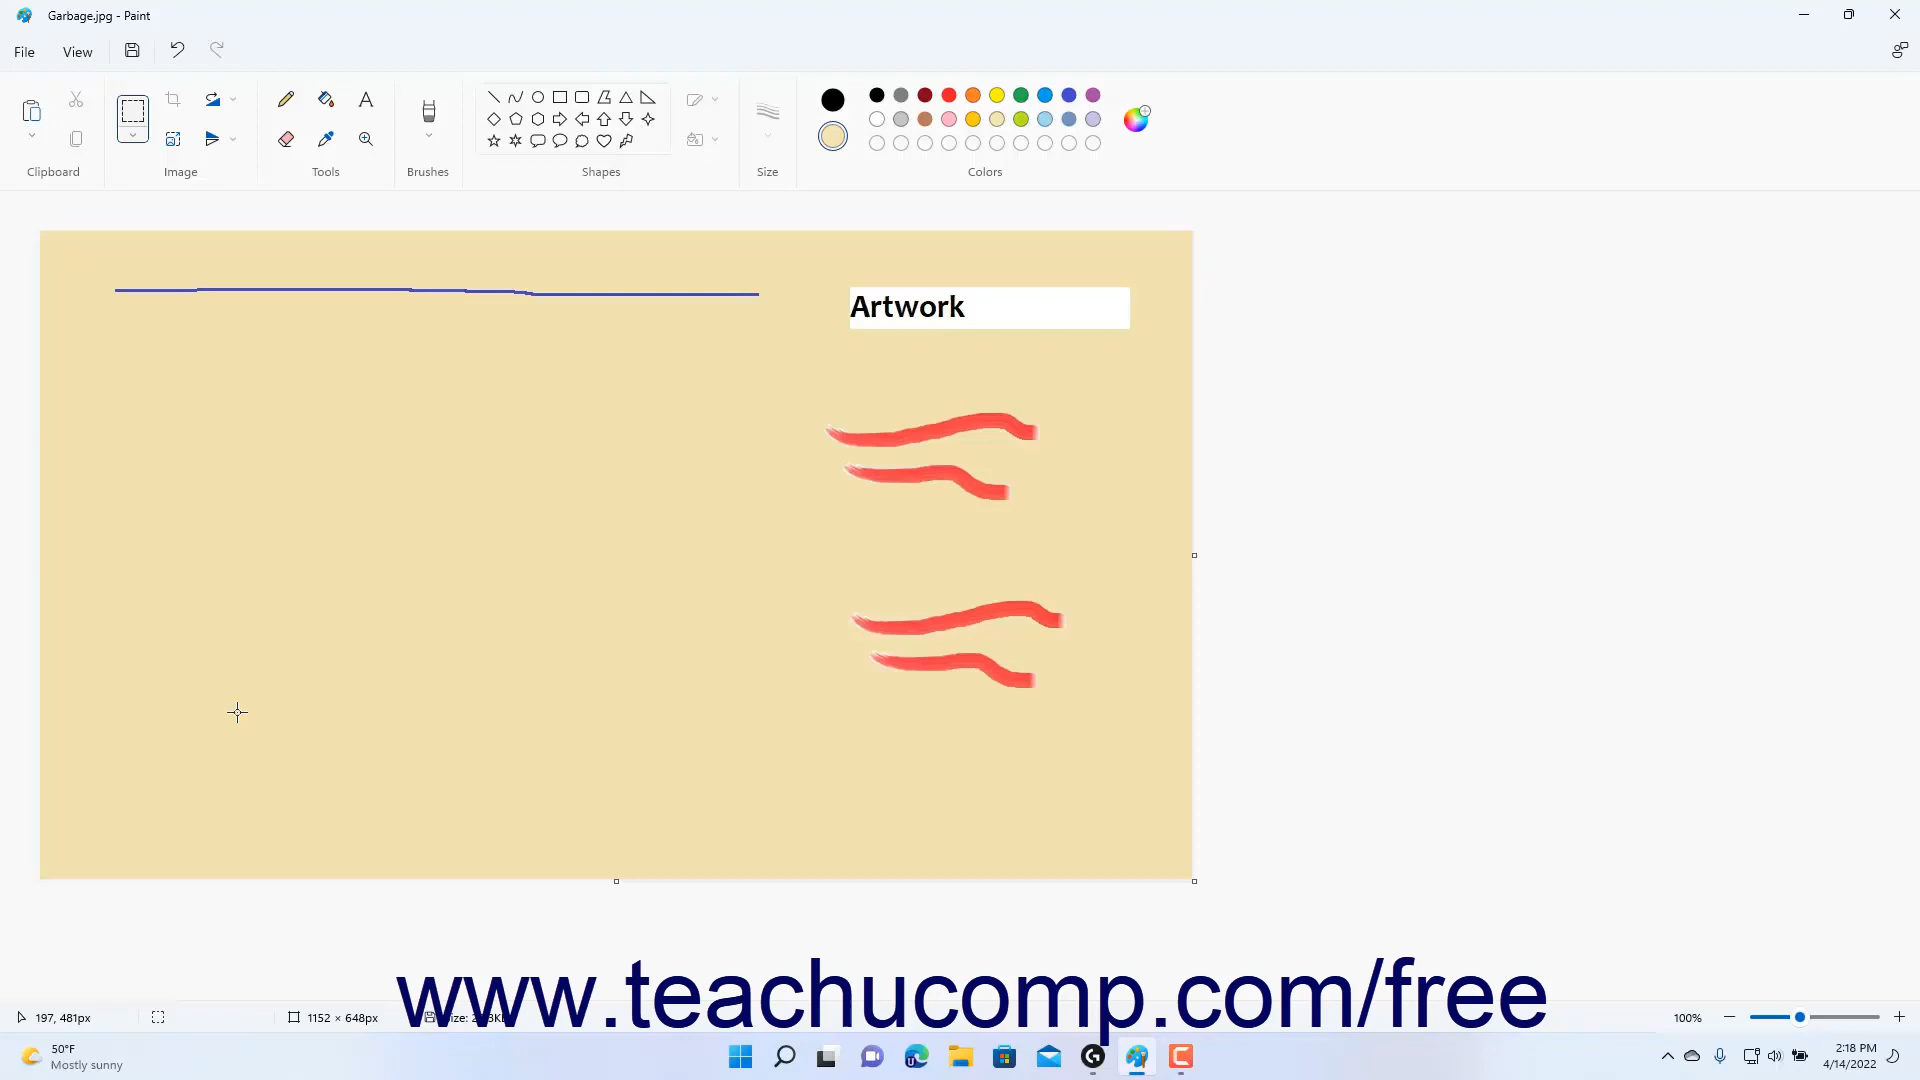 Garbage.jpg - Paint
File View
Clipboard
Image
Tools
Brushes
Shapes
Size
Colors
Artwork
www.teachucomp.com/free
197, 481px
1152 × 648px
100%
50°F
Mostly sunny
2:18 PM
4/14/2022